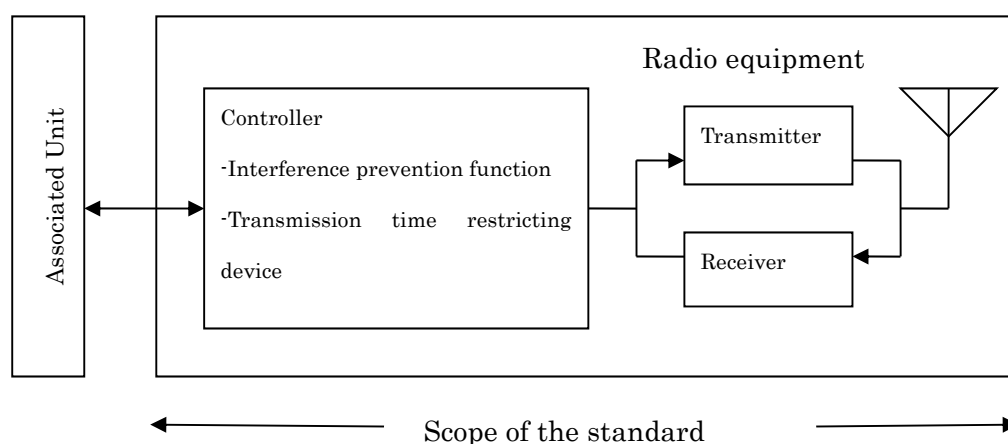 Radio equipment
Associated Unit
Controller
-Interference prevention function
-Transmission time restricting
device
Transmitter
Receiver
Scope of the standard